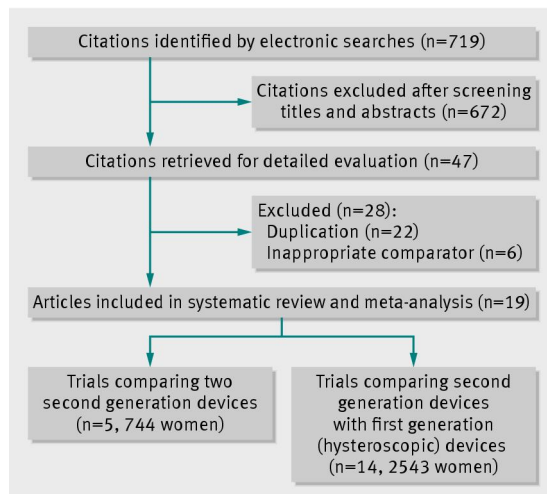 Citations identified by electronic searches (n=719)
Citations excluded after screening
titles and abstracts (n=672)
Citations retrieved for detailed evaluation (n=47)
Excluded (n=28):
Duplication (n=22)
Inappropriate comparator (n=6)
Articles included in systematic review and meta-analysis (n=19)
Trials comparing two
second generation devices
(n=5, 744 women)
Trials comparing second
generation devices
with first generation
(hysteroscopic) devices
(n=14, 2543 women)